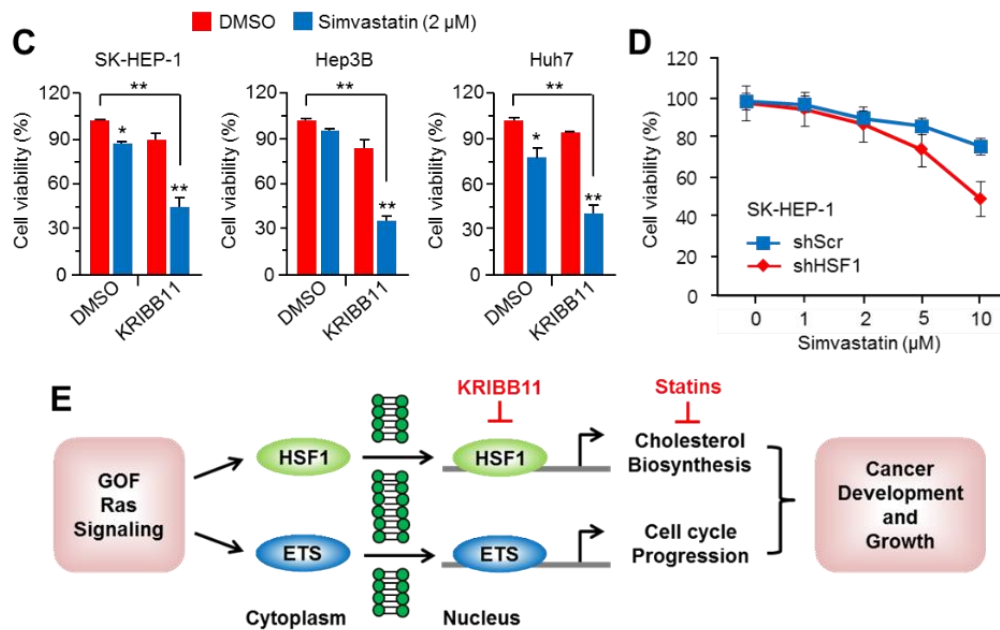 C
DMSO
Simvastatin (2 μM)
SK-HEP-1
Cell viability (%)
120
90
60
30
0
**
*
**
DMSO
KRIBB11
Hep3B
Cell viability (%)
120
90
60
30
0
**
**
DMSO
KRIBB11
Huh7
Cell viability (%)
120
90
60
30
0
**
*
**
DMSO
KRIBB11
D
Cell viability (%)
120
100
80
60
40
20
0
SK-HEP-1
shScr
shHSF1
0
1
2
5
10
Simvastatin (μM)
E
GOF
Ras
Signaling
HSF1
ETS
Cytoplasm
KRIBB11
HSF1
ETS
Nucleus
Statins
Cholesterol
Biosynthesis
Cell cycle
Progression
Cancer
Development
and
Growth